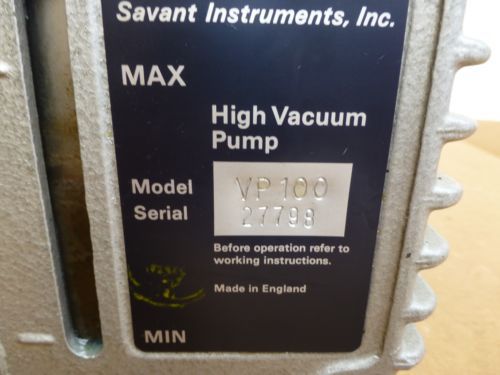 Savant Instruments, Inc.
MAX
High Vacuum
Pump
Model VP100
Serial 27798
Before operation refer to
working instructions.
Made in England
MIN